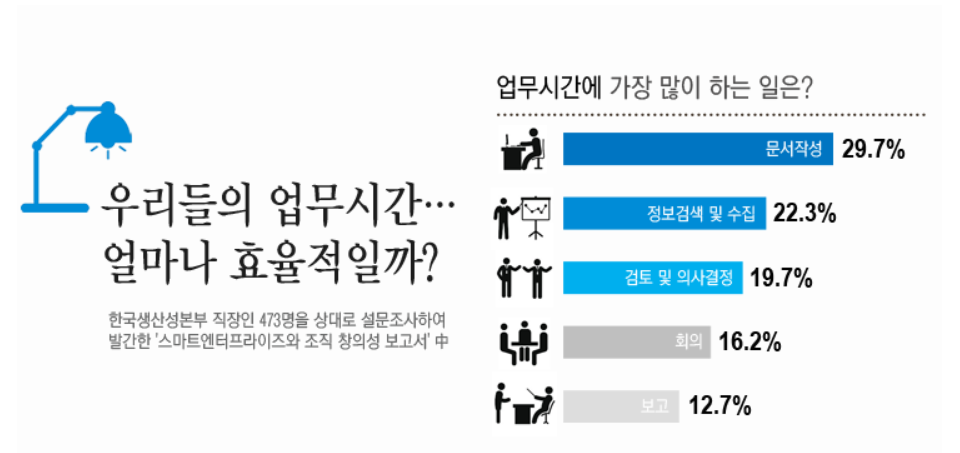 우리들의 업무시간…
얼마나 효율적일까?
한국생산성본부 직장인 473명을 상대로 설문조사하여
발간한 '스마트엔터프라이즈와 조직 창의성 보고서' 中
업무시간에 가장 많이 하는 일은?
문서작성 29.7%
정보검색 및 수집 22.3%
검토 및 의사결정 19.7%
회의 16.2%
보고 12.7%